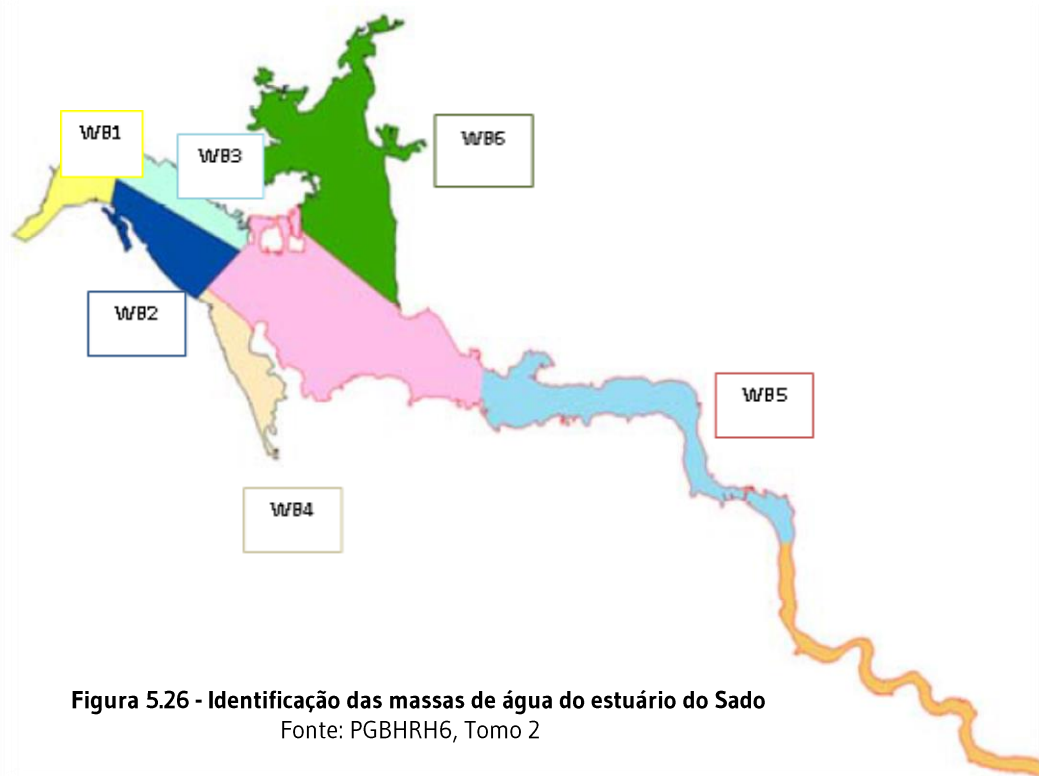 WB1
WB3
WB6
WB2
WB5
WB4
Figura 5.26 - Identificação das massas de água do estuário do Sado
Fonte: PGBHRH6, Tomo 2